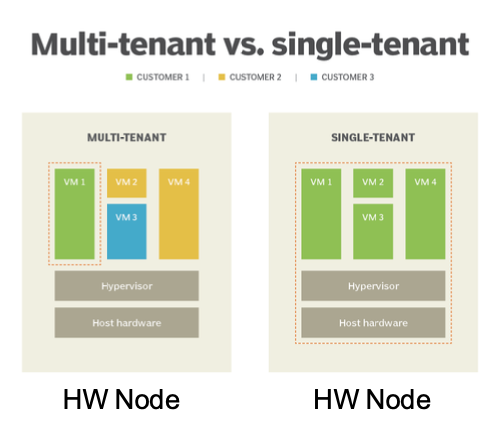 Multi-tenant vs. single-tenant
CUSTOMER 1 | CUSTOMER 2 | CUSTOMER 3
MULTI-TENANT
VM 1
VM 2
VM 4
VM 3
Hypervisor
Host hardware
HW Node
SINGLE-TENANT
VM 1
VM 2
VM 4
VM 3
Hypervisor
Host hardware
HW Node